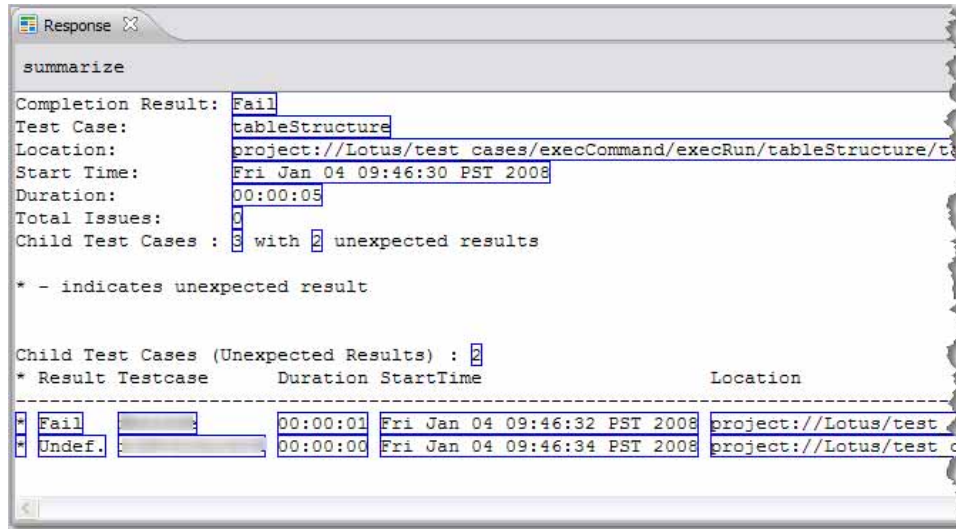 Response
summarize
Completion Result: Fail
Test Case: tableStructure
Location: project://Lotus/test_cases/execCommand/execRun/tableStructure/
Start Time: Fri Jan 04 09:46:30 PST 2008
Duration: 00:00:05
Total Issues: 0
Child Test Cases : 3 with 2 unexpected results
* - indicates unexpected result
Child Test Cases (Unexpected Results) : 2
* Result Testcase Duration StartTime Location
--------------------------------------------------------------------------------
* Fail 00:00:01 Fri Jan 04 09:46:32 PST 2008 project://Lotus/test
* Undef. 00:00:00 Fri Jan 04 09:46:34 PST 2008 project://Lotus/test